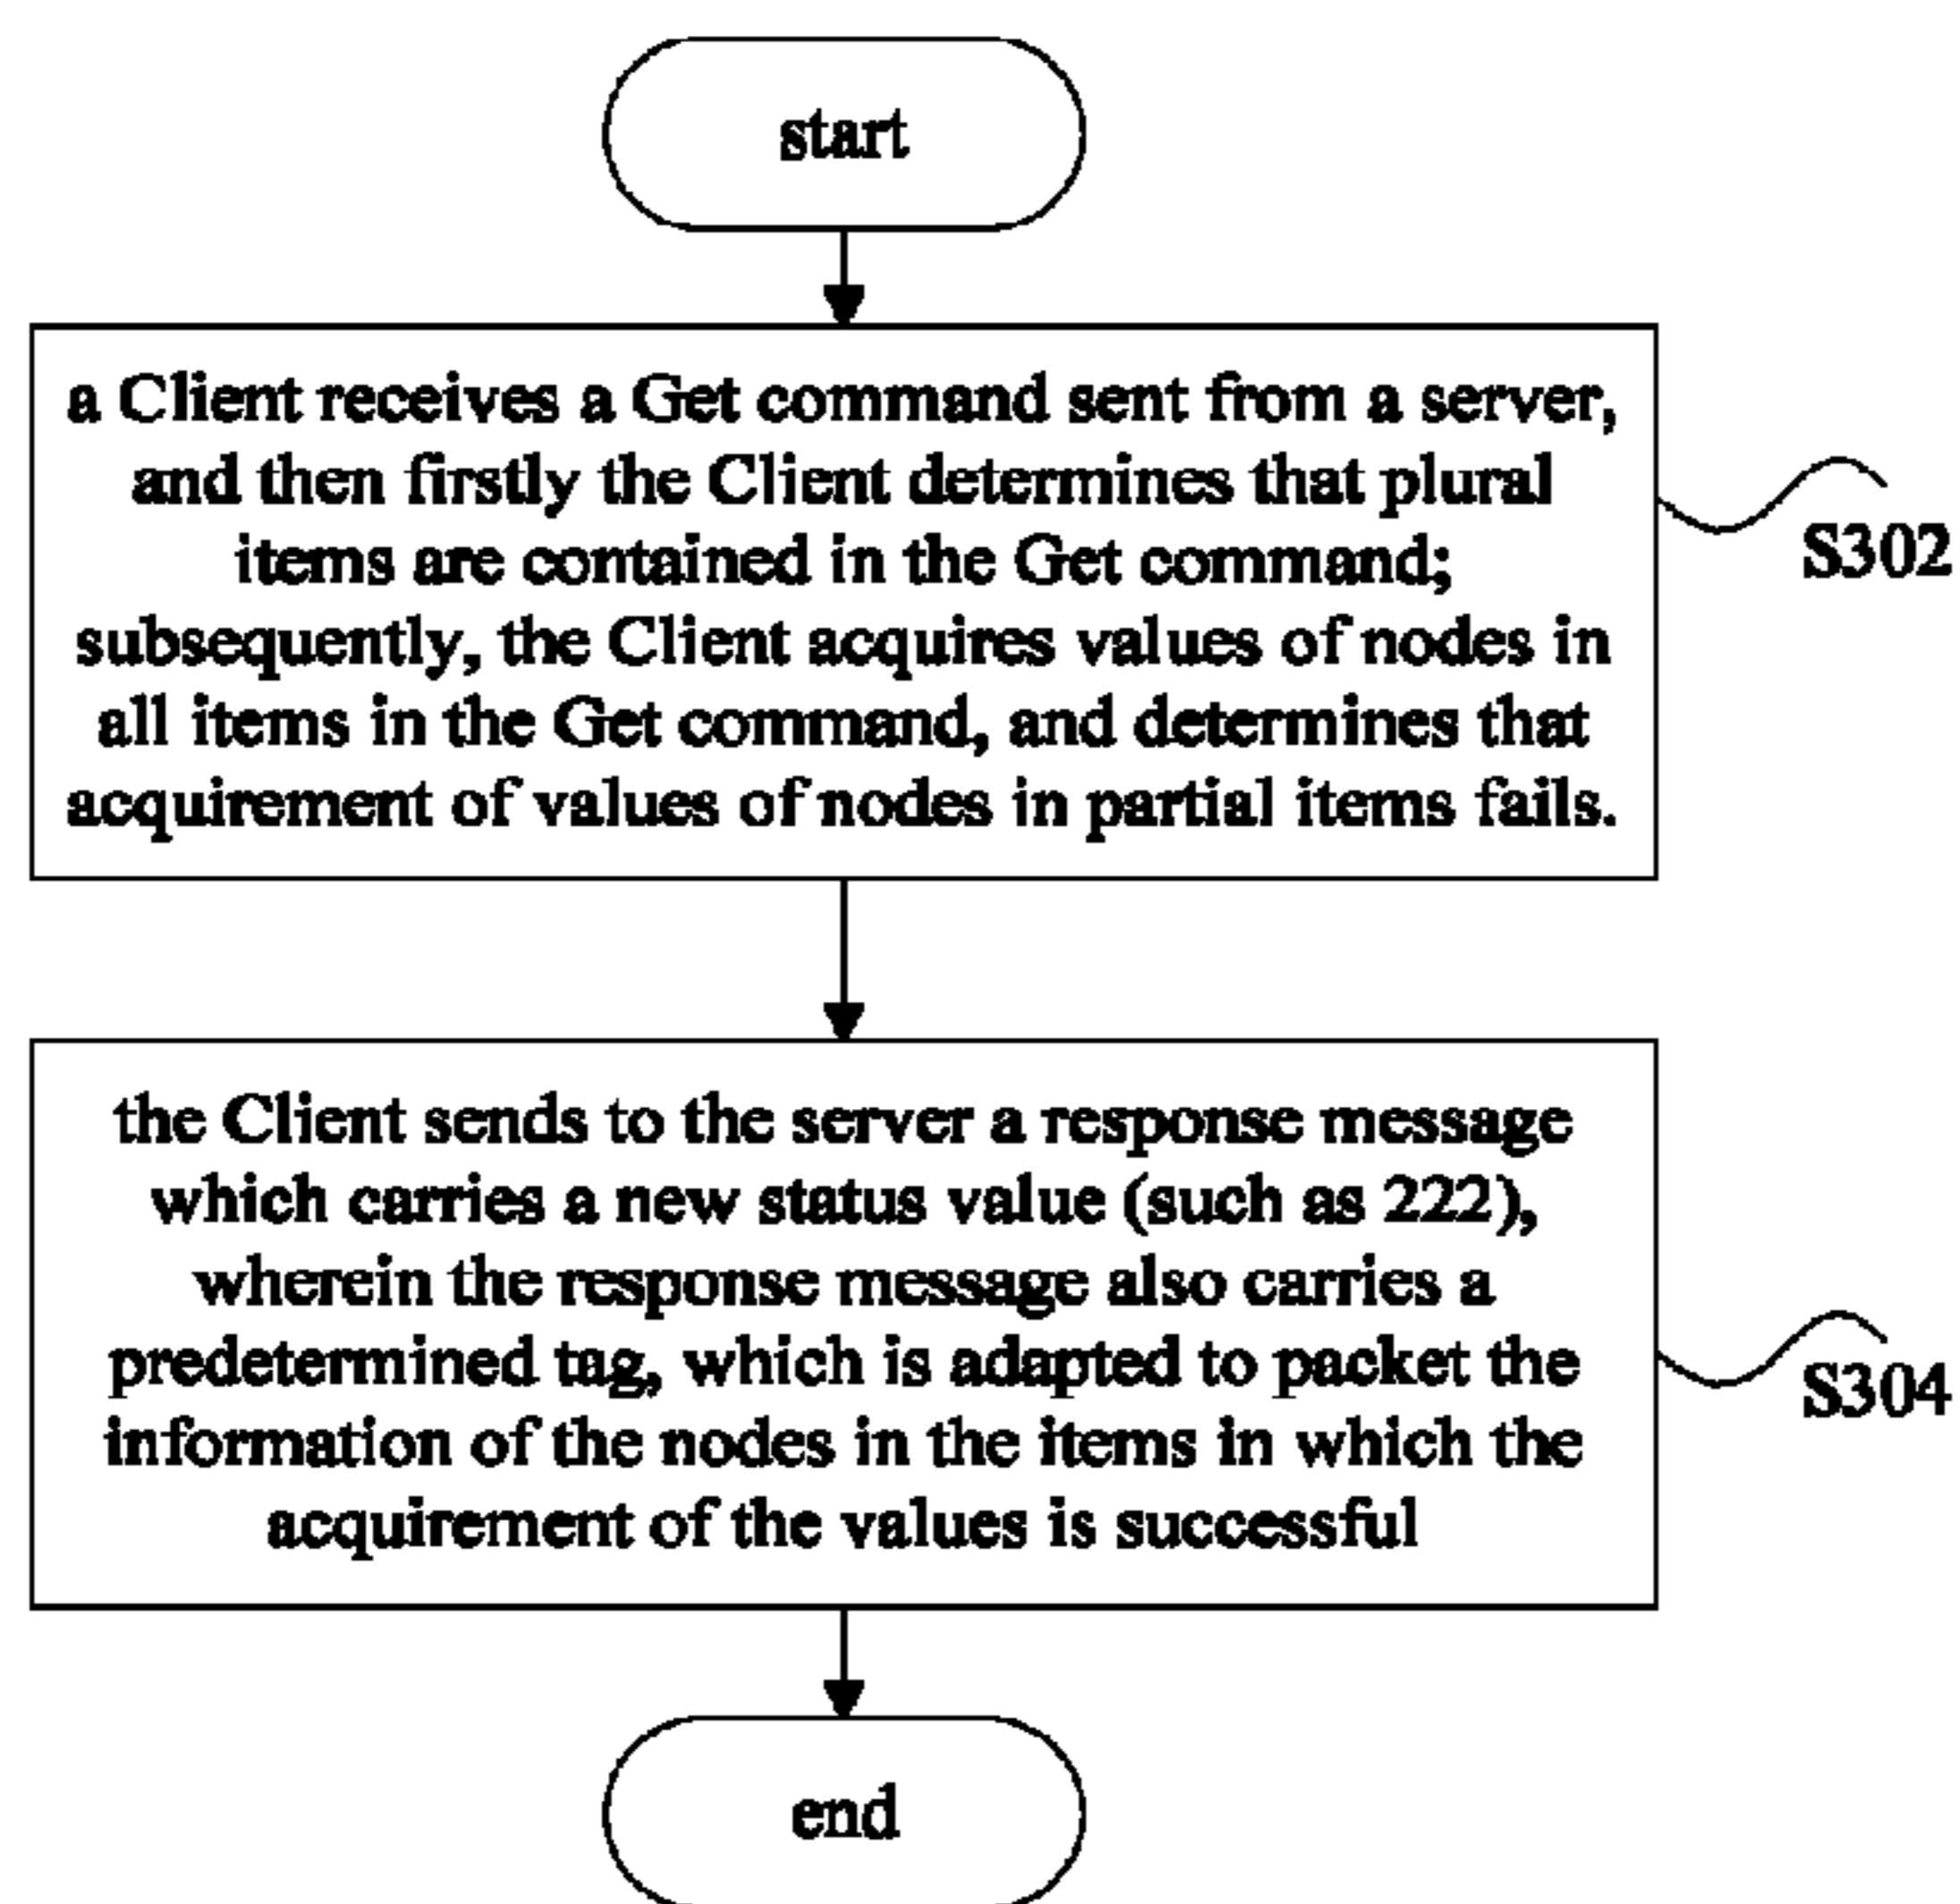 start
a Client receives a Get command sent from a server,
and then firstly the Client determines that plural
items are contained in the Get command;
subsequently, the Client acquires values of nodes in
all items in the Get command, and determines that
acquirement of values of nodes in partial items fails.
S302
the Client sends to the server a response message
which carries a new status value (such as 222),
wherein the response message also carries a
predetermined tag, which is adapted to packet the
information of the nodes in the items in which the
acquirement of the values is successful
S304
end